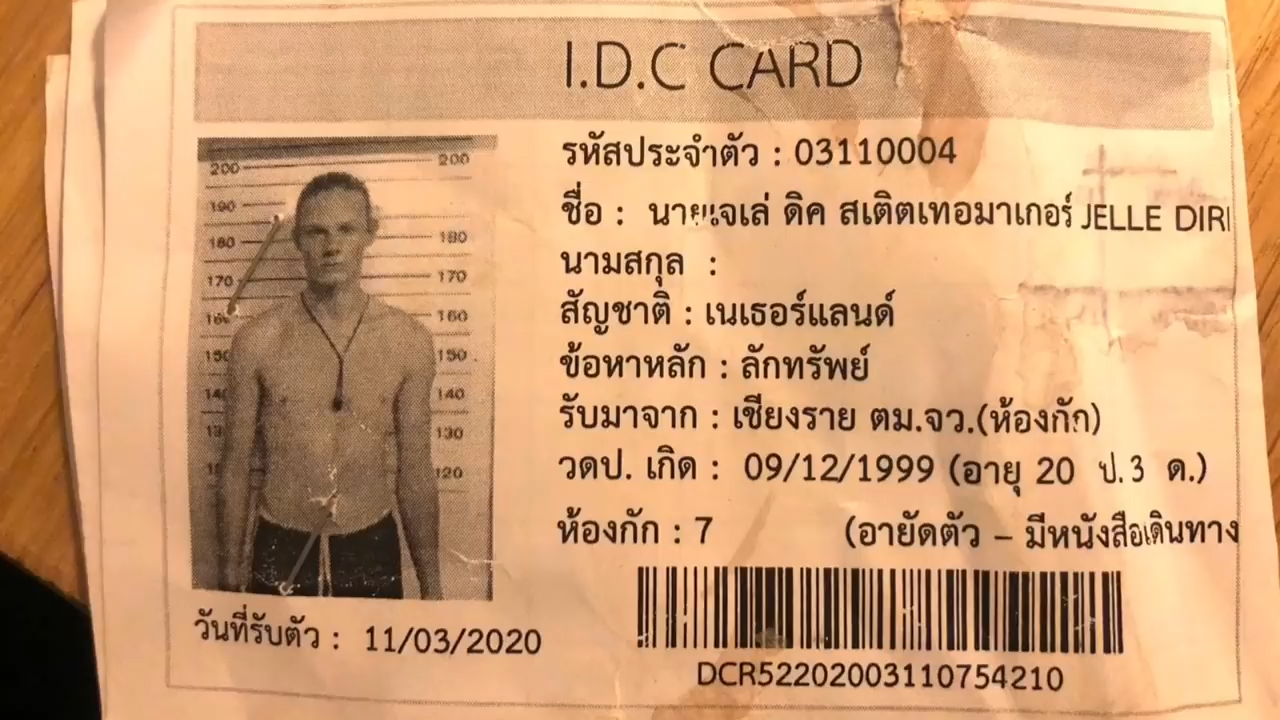 I.D.C CARD
รหัสประจำตัว : 03110004
ชื่อ : นายเจเล่ ดิค สเติตเทอมาเกอร์ JELLE DIRI
นามสกุล :
สัญชาติ : เนเธอร์แลนด์
ข้อหาหลัก : ลักทรัพย์
รับมาจาก : เชียงราย ตม.จว.(ห้องกัก)
วดป. เกิด : 09/12/1999 (อายุ 20 ป. 3 ด.)
ห้องกัก : 7 (อายัดตัว – มีหนังสือเดินทาง
200 200
190
180 180
170 170
160 160
150 150
140 140
130 130
120 120
วันที่รับตัว : 11/03/2020
DCR52202003110754210